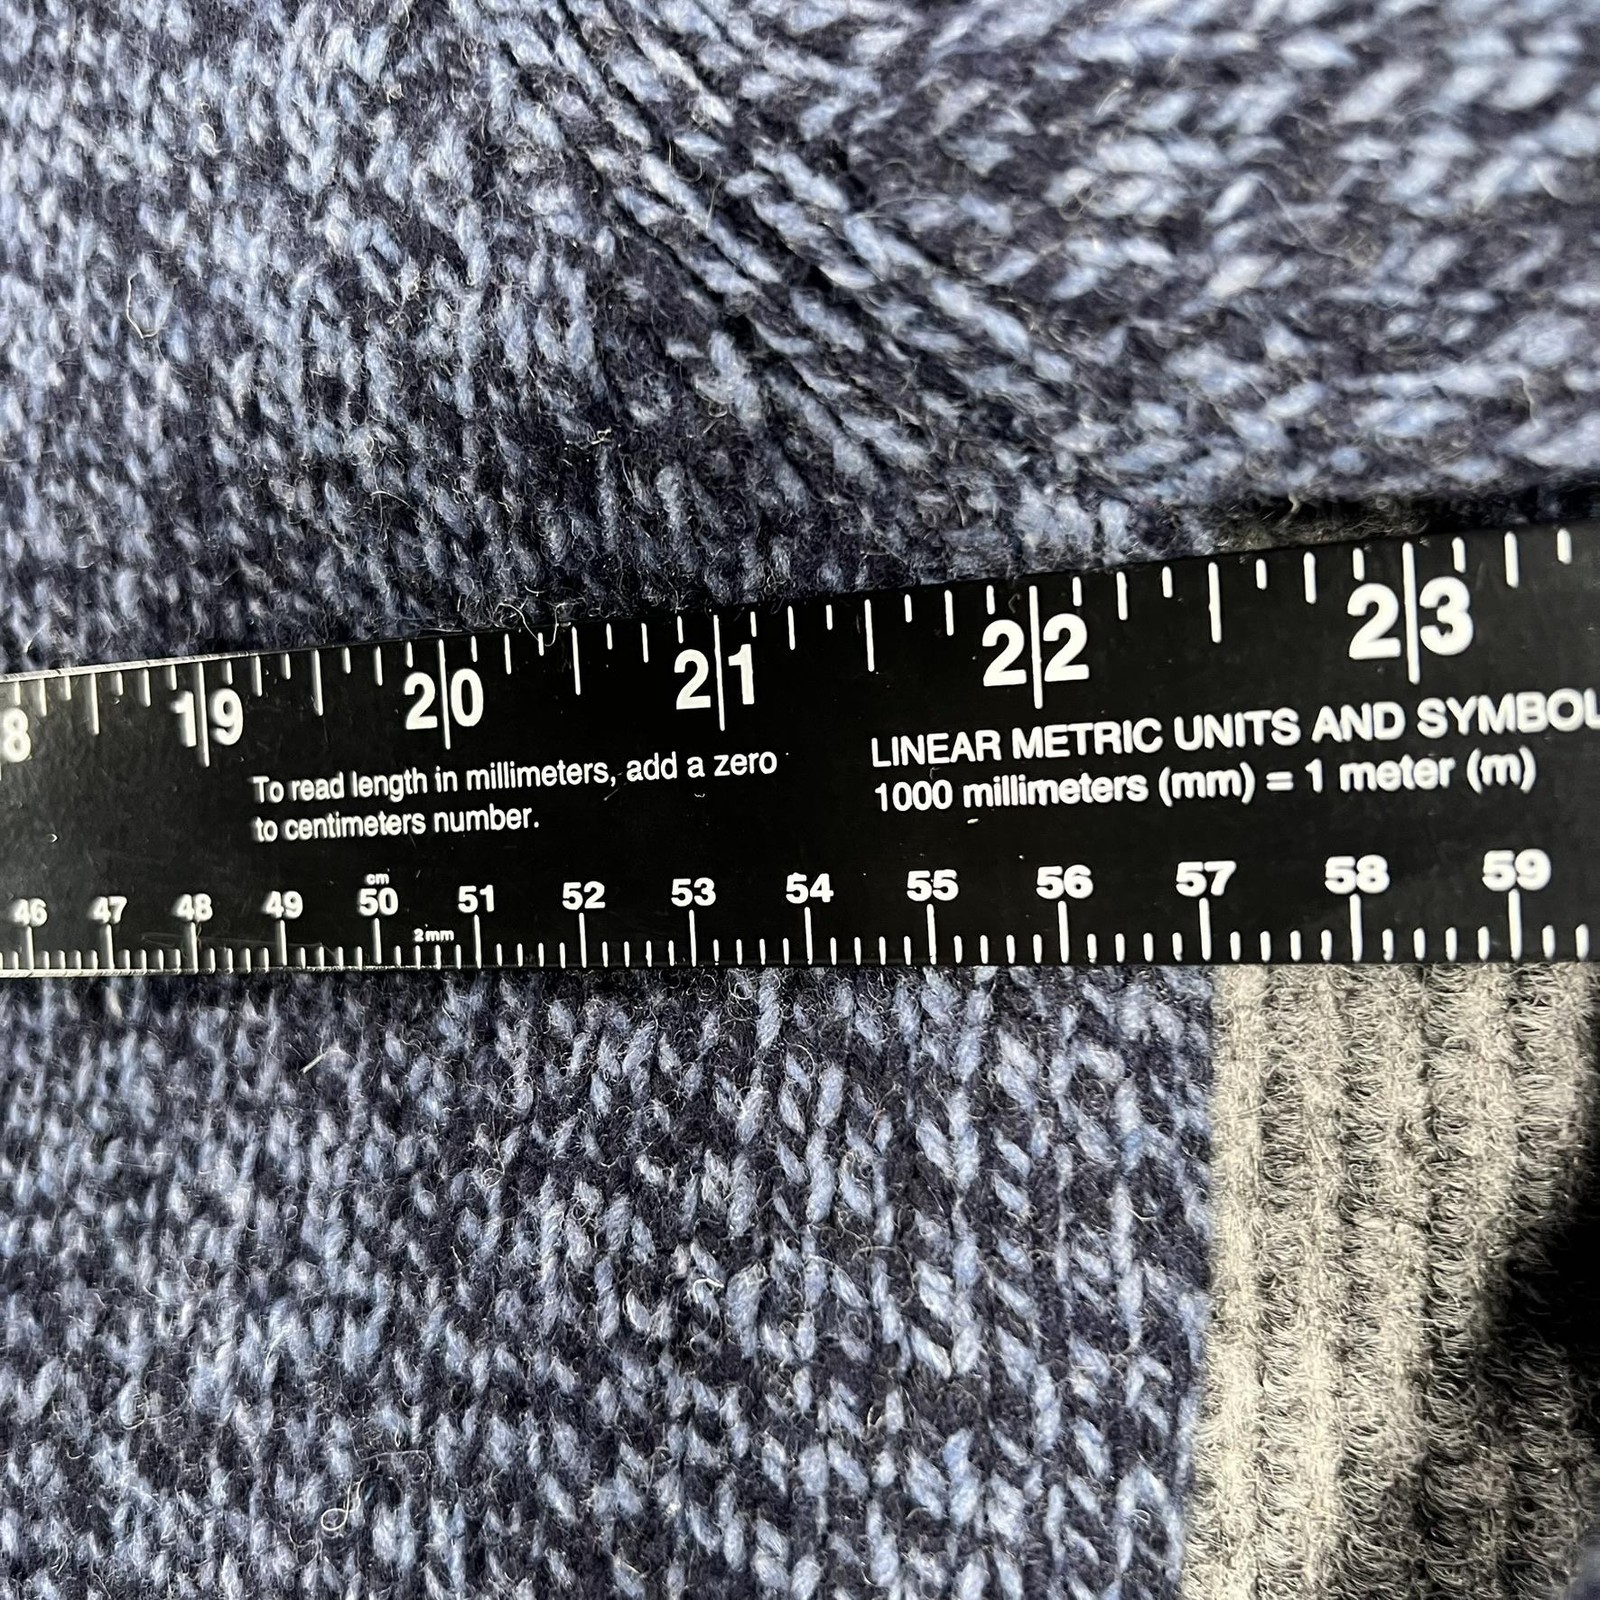 8 19 20 21 22 23
To read length in millimeters, add a zero
to centimeters number.
LINEAR METRIC UNITS AND SYMBOL
1000 millimeters (mm) = 1 meter (m)
cm
46 47 48 49 50 51 52 53 54 55 56 57 58 59
2mm